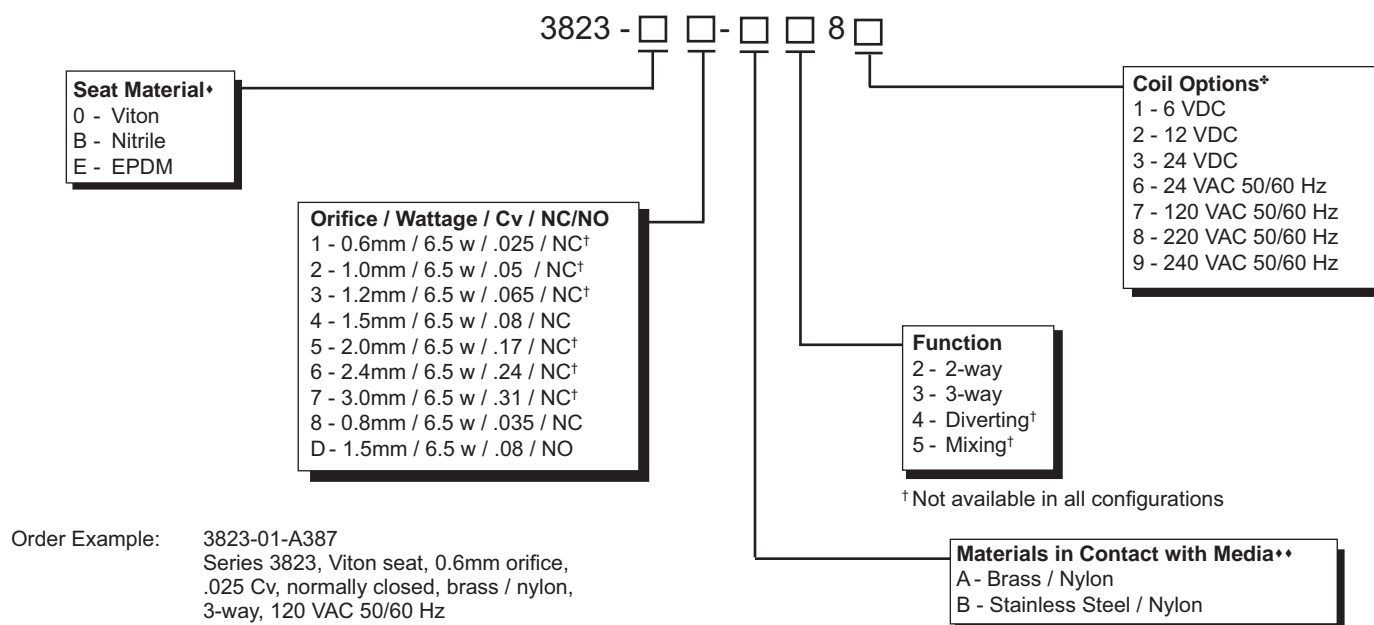 3823 - □ □ - □ □ 8 □
Seat Material♦
0 - Viton
B - Nitrile
E - EPDM
Orifice / Wattage / Cv / NC/NO
1 - 0.6mm / 6.5 w / .025 / NC†
2 - 1.0mm / 6.5 w / .05 / NC†
3 - 1.2mm / 6.5 w / .065 / NC†
4 - 1.5mm / 6.5 w / .08 / NC
5 - 2.0mm / 6.5 w / .17 / NC†
6 - 2.4mm / 6.5 w / .24 / NC†
7 - 3.0mm / 6.5 w / .31 / NC†
8 - 0.8mm / 6.5 w / .035 / NC
D - 1.5mm / 6.5 w / .08 / NO
Coil Options✤
1 - 6 VDC
2 - 12 VDC
3 - 24 VDC
6 - 24 VAC 50/60 Hz
7 - 120 VAC 50/60 Hz
8 - 220 VAC 50/60 Hz
9 - 240 VAC 50/60 Hz
Function
2 - 2-way
3 - 3-way
4 - Diverting†
5 - Mixing†
† Not available in all configurations
Materials in Contact with Media♦♦
A - Brass / Nylon
B - Stainless Steel / Nylon
Order Example: 3823-01-A387
Series 3823, Viton seat, 0.6mm orifice,
.025 Cv, normally closed, brass / nylon,
3-way, 120 VAC 50/60 Hz